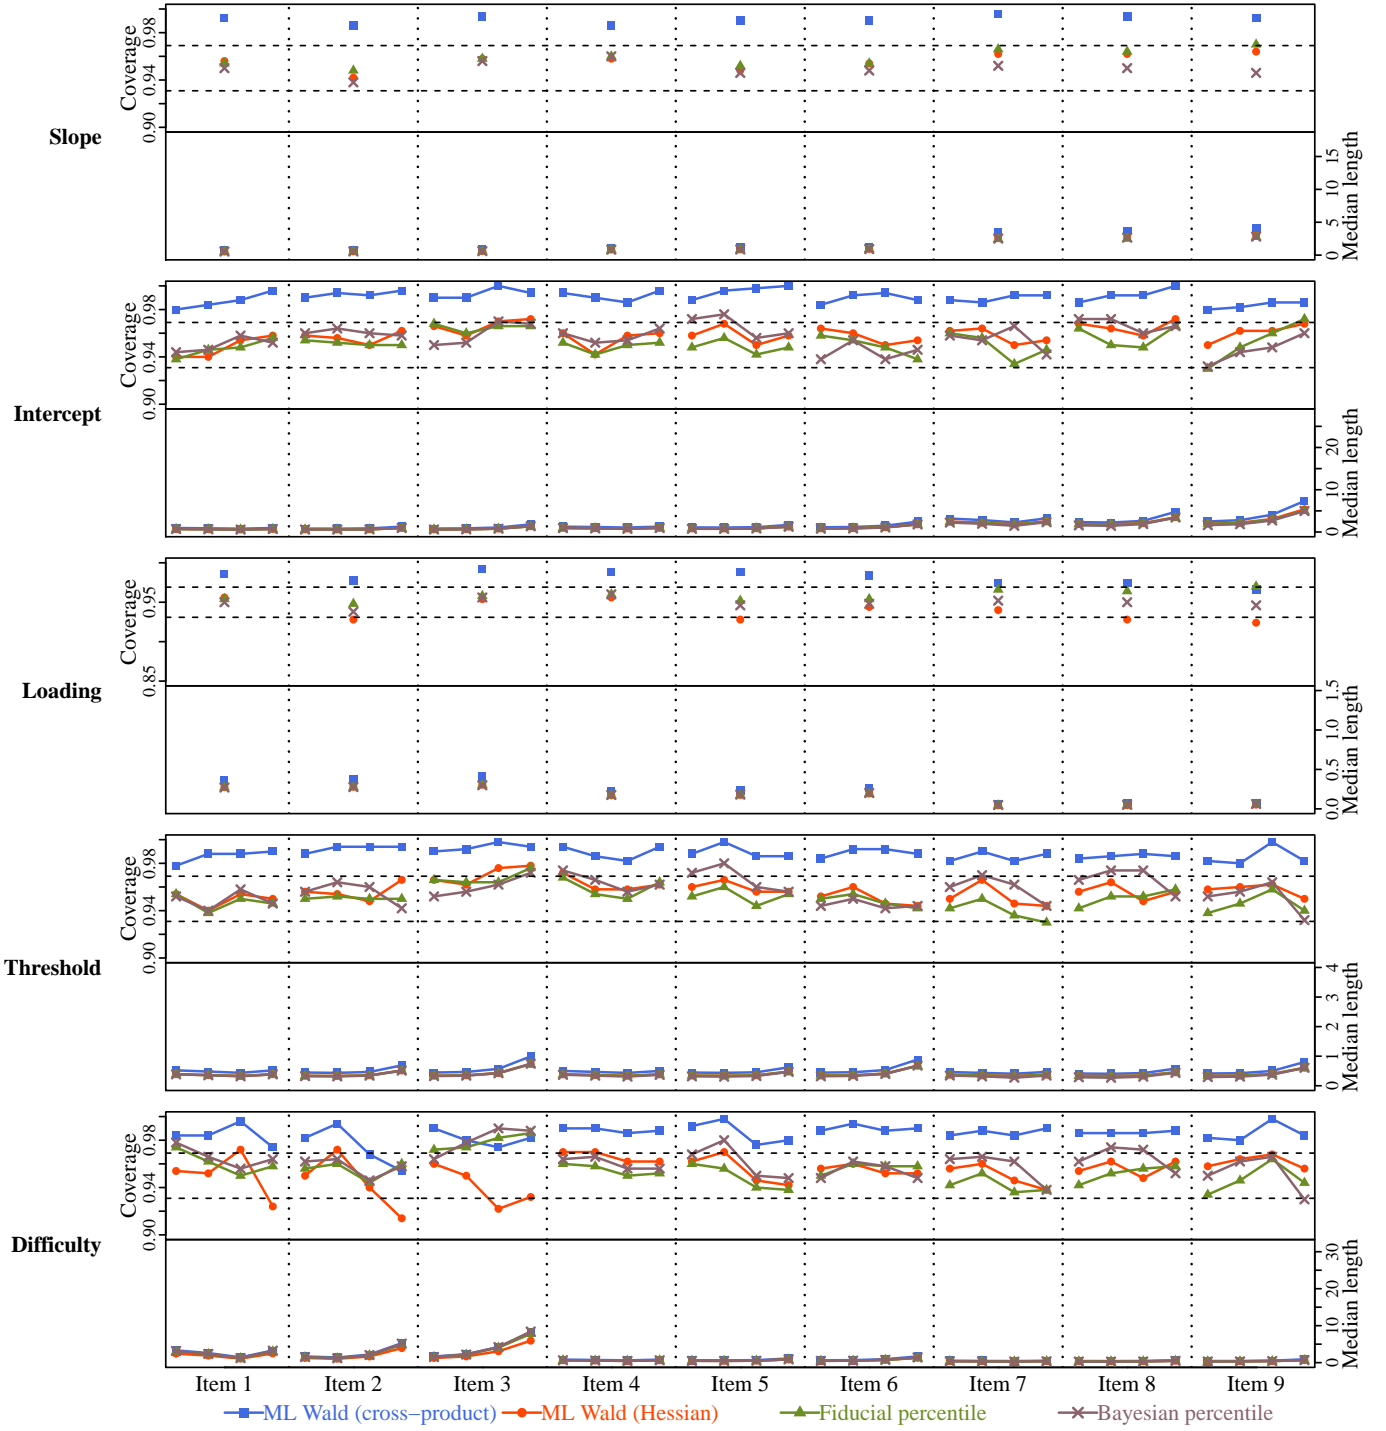 Slope
Coverage
0.90 0.94 0.98
Median length
0 5 10 15
Intercept
Coverage
0.90 0.94 0.98
Median length
0 10 20
Loading
Coverage
0.85 0.95
Median length
0.0 0.5 1.0 1.5
Threshold
Coverage
0.90 0.94 0.98
Median length
0 1 2 3 4
Difficulty
Coverage
0.90 0.94 0.98
Median length
0 10 20 30
Item 1 Item 2 Item 3 Item 4 Item 5 Item 6 Item 7 Item 8 Item 9
ML Wald (cross−product) ML Wald (Hessian) Fiducial percentile Bayesian percentile